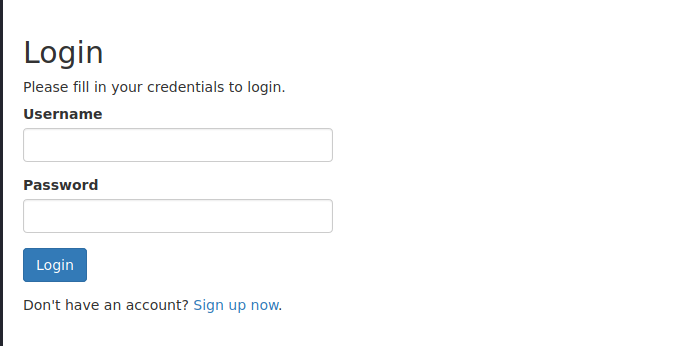 Login
Please fill in your credentials to login.
Username
Password
Login
Don't have an account? Sign up now.